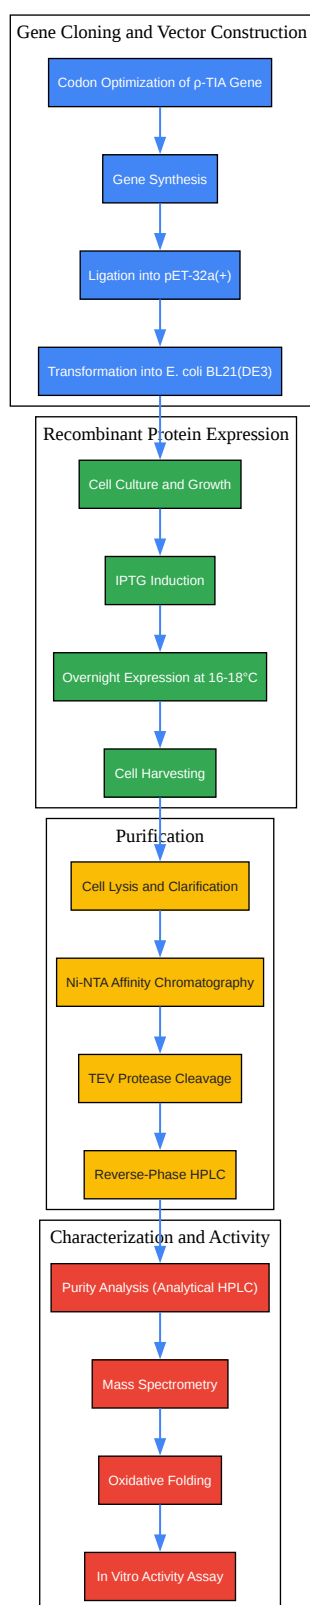 Gene Cloning and Vector Construction
Codon Optimization of ρ-TIA Gene
Gene Synthesis
Ligation into pET-32a(+)
Transformation into E. coli BL21(DE3)
Recombinant Protein Expression
Cell Culture and Growth
IPTG Induction
Overnight Expression at 16-18°C
Cell Harvesting
Purification
Cell Lysis and Clarification
Ni-NTA Affinity Chromatography
TEV Protease Cleavage
Reverse-Phase HPLC
Characterization and Activity
Purity Analysis (Analytical HPLC)
Mass Spectrometry
Oxidative Folding
In Vitro Activity Assay